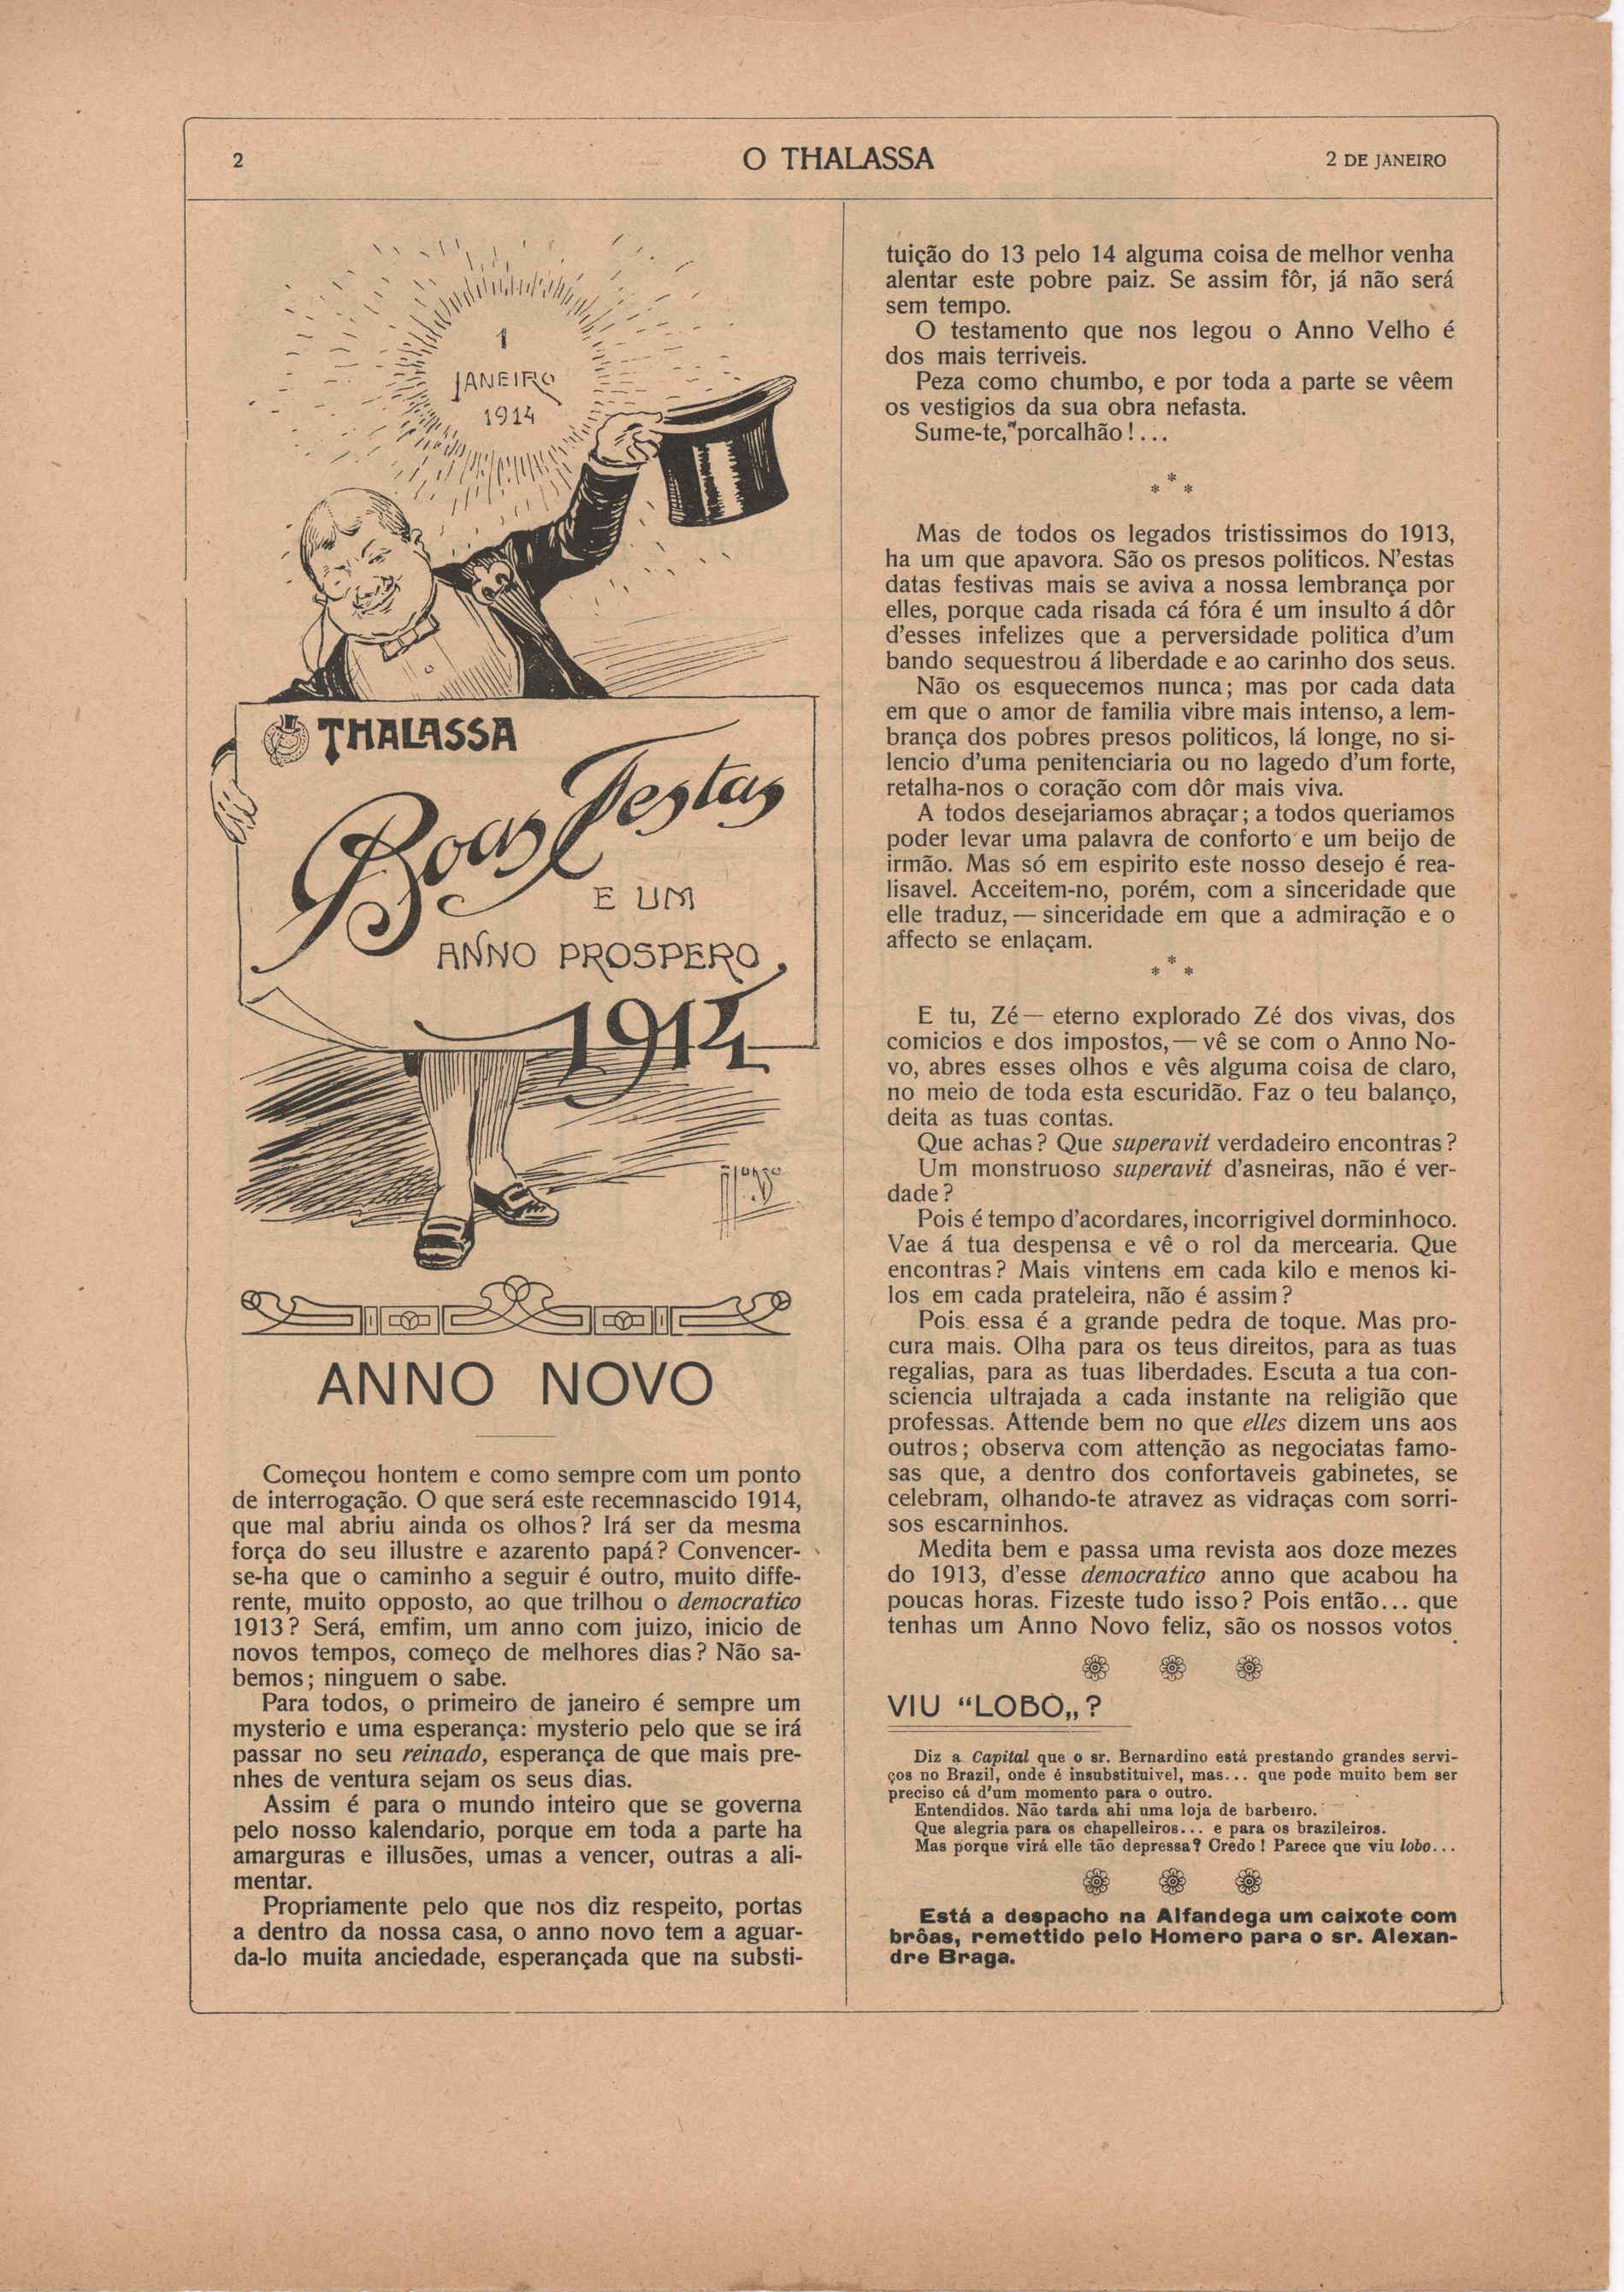 2
O THALASSA
2 DE JANEIRO
1
JANEIRO
1914
THALASSA
Boas Festas
E UM
ANNO PROSPERO,
1914
ANNO NOVO
Começou hontem e como sempre com um ponto
de interrogação. O que será este recemnascido 1914,
que mal abriu ainda os olhos? Irá ser da mesma
força do seu illustre e azarento papá? Convencer-
se-ha que o caminho a seguir é outro, muito diffe-
rente, muito opposto, ao que trilhou o democratico
1913? Será, emfim, um anno com juizo, inicio de
novos tempos, começo de melhores dias? Não sa-
bemos; ninguem o sabe.
Para todos, o primeiro de janeiro é sempre um
mysterio e uma esperança: mysterio pelo que se irá
passar no seu reinado, esperança de que mais pre-
nhes de ventura sejam os seus dias.
Assim é para o mundo inteiro que se governa
pelo nosso kalendario, porque em toda a parte ha
amarguras e illusões, umas a vencer, outras a ali-
mentar.
Propriamente pelo que nos diz respeito, portas
a dentro da nossa casa, o anno novo tem a aguar-
da-lo muita anciedade, esperançada que na substi-
tuição do 13 pelo 14 alguma coisa de melhor venha
alentar este pobre paiz. Se assim fôr, já não será
sem tempo.
O testamento que nos legou o Anno Velho é
dos mais terriveis.
Peza como chumbo, e por toda a parte se vêem
os vestigios da sua obra nefasta.
Sume-te, porcalhão!...
* * *
Mas de todos os legados tristissimos do 1913,
ha um que apavora. São os presos politicos. N'estas
datas festivas mais se aviva a nossa lembrança por
elles, porque cada risada cá fóra é um insulto á dôr
d'esses infelizes que a perversidade politica d'um
bando sequestrou á liberdade e ao carinho dos seus.
Não os esquecemos nunca; mas por cada data
em que o amor de familia vibre mais intenso, a lem-
brança dos pobres presos politicos, lá longe, no si-
lencio d'uma penitenciaria ou no lagedo d'um forte,
retalha-nos o coração com dôr mais viva.
A todos desejariamos abraçar; a todos queriamos
poder levar uma palavra de conforto e um beijo de
irmão. Mas só em espirito este nosso desejo é rea-
lisavel. Acceitem-no, porém, com a sinceridade que
elle traduz, — sinceridade em que a admiração e o
affecto se enlaçam.
* * *
E tu, Zé — eterno explorado Zé dos vivas, dos
comicios e dos impostos, — vê se com o Anno No-
vo, abres esses olhos e vês alguma coisa de claro,
no meio de toda esta escuridão. Faz o teu balanço,
deita as tuas contas.
Que achas? Que superavit verdadeiro encontras?
Um monstruoso superavit d'asneiras, não é ver-
dade?
Pois é tempo d'acordares, incorrigivel dorminhoco.
Vae á tua despensa e vê o rol da mercearia. Que
encontras? Mais vintens em cada kilo e menos ki-
los em cada prateleira, não é assim?
Pois essa é a grande pedra de toque. Mas pro-
cura mais. Olha para os teus direitos, para as tuas
regalias, para as tuas liberdades. Escuta a tua con-
sciencia ultrajada a cada instante na religião que
professas. Attende bem no que elles dizem uns aos
outros; observa com attenção as negociatas famo-
sas que, a dentro dos confortaveis gabinetes, se
celebram, olhando-te atravez as vidraças com sorri-
sos escarninhos.
Medita bem e passa uma revista aos doze mezes
do 1913, d'esse democratico anno que acabou ha
poucas horas. Fizeste tudo isso? Pois então... que
tenhas um Anno Novo feliz, são os nossos votos.
VIU "LOBO„?
Diz a Capital que o sr. Bernardino está prestando grandes servi-
ços no Brazil, onde é insubstituivel, mas... que pode muito bem ser
preciso cá d'um momento para o outro.
Entendidos. Não tarda ahi uma loja de barbeiro.
Que alegria para os chapelleiros... e para os brazileiros.
Mas porque virá elle tão depressa? Crédo! Parece que viu lobo...
Está a despacho na Alfandega um caixote com
brôas, remettido pelo Homero para o sr. Alexan-
dre Braga.